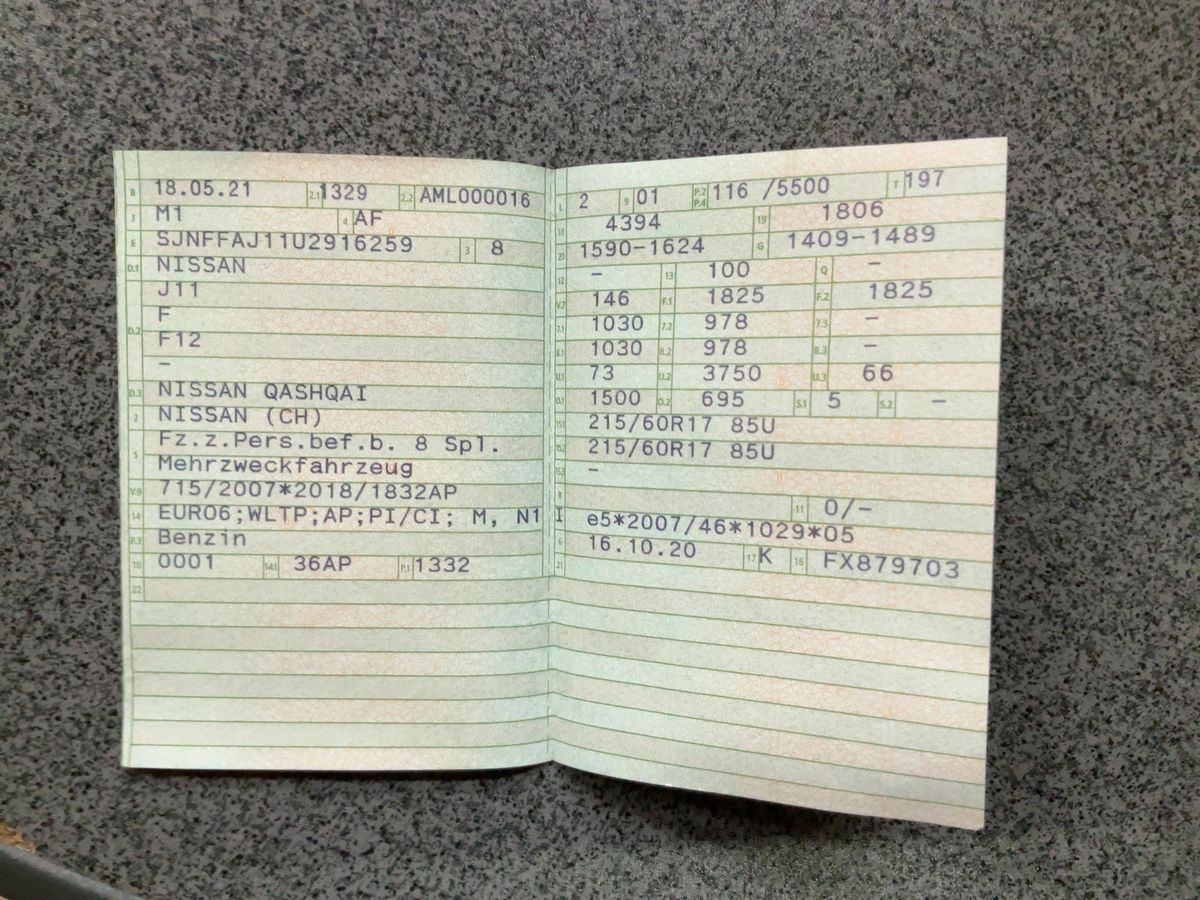 B 18.05.21 2.1 1329 2.2 AML000016
J M1 4 AF
E SJNFFAJ11U2916259 3 8
D.1 NISSAN
J11
D.2 F
F12
–
D.3 NISSAN QASHQAI
2 NISSAN (CH)
5 Fz.z.Pers.bef.b. 8 Spl.
Mehrzweckfahrzeug
V.9 715/2007*2018/1832AP
14 EURO6;WLTP;AP;PI/CI; M, N1 I
P.3 Benzin
10 0001 14.1 36AP P.1 1332
22
L 2 9 01 P.2 P.4 116 /5500 T 197
18 4394 19 1806
20 1590-1624 G 1409-1489
12 – 13 100 Q –
V.7 146 F.1 1825 F.2 1825
7.1 1030 7.2 978 7.3 –
8.1 1030 8.2 978 8.3 –
U.1 73 U.2 3750 U.3 66
O.1 1500 O.2 695 S.1 5 S.2 –
15.1 215/60R17 85U
15.2 215/60R17 85U
15.3 –
R 11 0/-
e5*2007/46*1029*05
6 16.10.20 17 K 16 FX879703
21